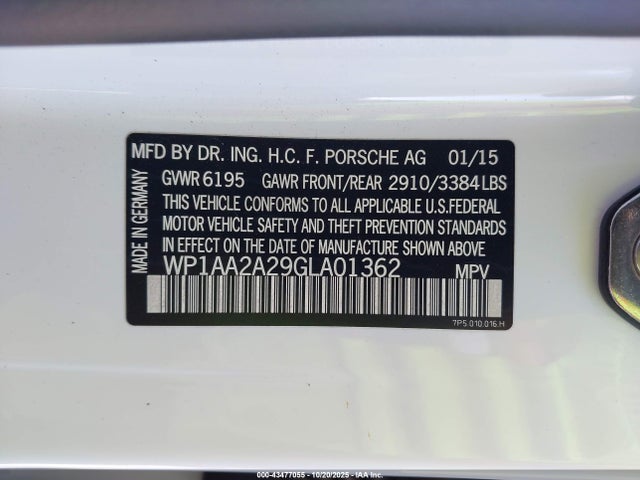 MFD BY DR. ING. H.C. F. PORSCHE AG 01/15
GVWR 6195 GAWR FRONT/REAR 2910/3384 LBS
THIS VEHICLE CONFORMS TO ALL APPLICABLE U.S.FEDERAL
MOTOR VEHICLE SAFETY AND THEFT PREVENTION STANDARDS
IN EFFECT ON THE DATE OF MANUFACTURE SHOWN ABOVE
WP1AA2A29GLA01362 MPV
MADE IN GERMANY
7P5.010.016.H
000-43477055 - 10/20/2025 - IAA Inc.